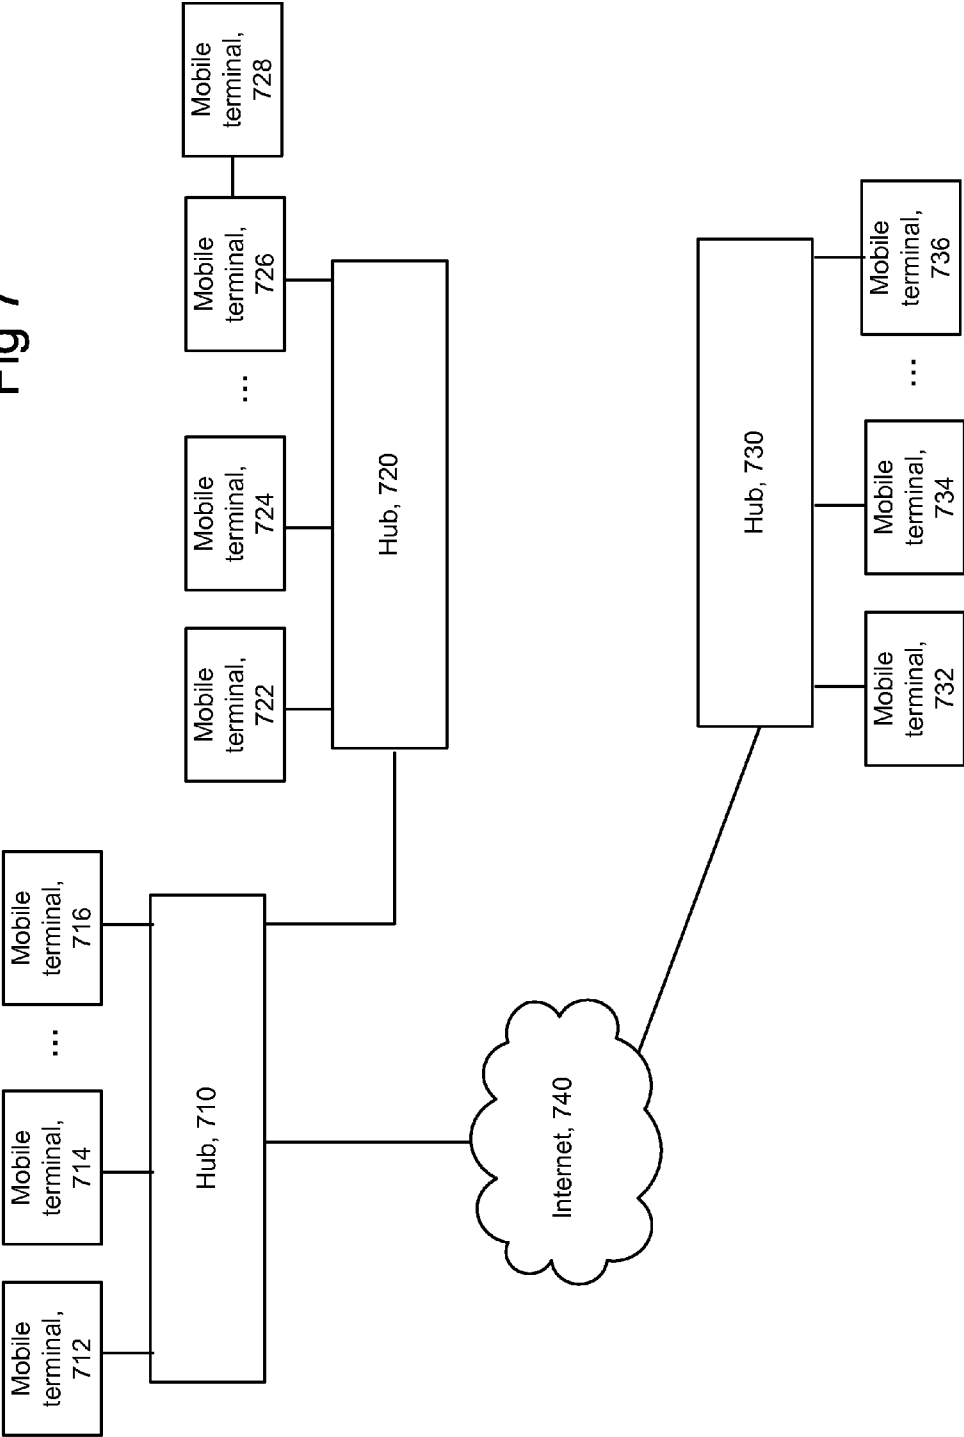 Fig 7
Mobile
terminal,
712
Mobile
terminal,
714
...
Mobile
terminal,
716
Hub, 710
Mobile
terminal,
722
Mobile
terminal,
724
...
Mobile
terminal,
726
Mobile
terminal,
728
Hub, 720
Internet, 740
Hub, 730
Mobile
terminal,
732
Mobile
terminal,
734
...
Mobile
terminal,
736